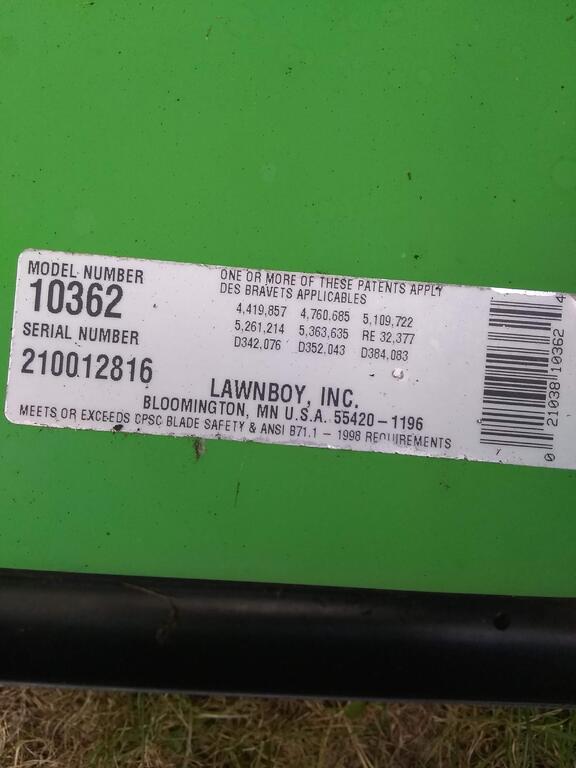 MODEL NUMBER
10362
SERIAL NUMBER
210012816
ONE OR MORE OF THESE PATENTS APPLY
DES BRAVETS APPLICABLES
4,419,857 4,760,685 5,109,722
5,261,214 5,363,635 RE 32,377
D342,076 D352,043 D384,083
LAWNBOY, INC.
BLOOMINGTON, MN U.S.A. 55420-1196
MEETS OR EXCEEDS CPSC BLADE SAFETY & ANSI B71.1 - 1998 REQUIREMENTS
0 21038 10362 4